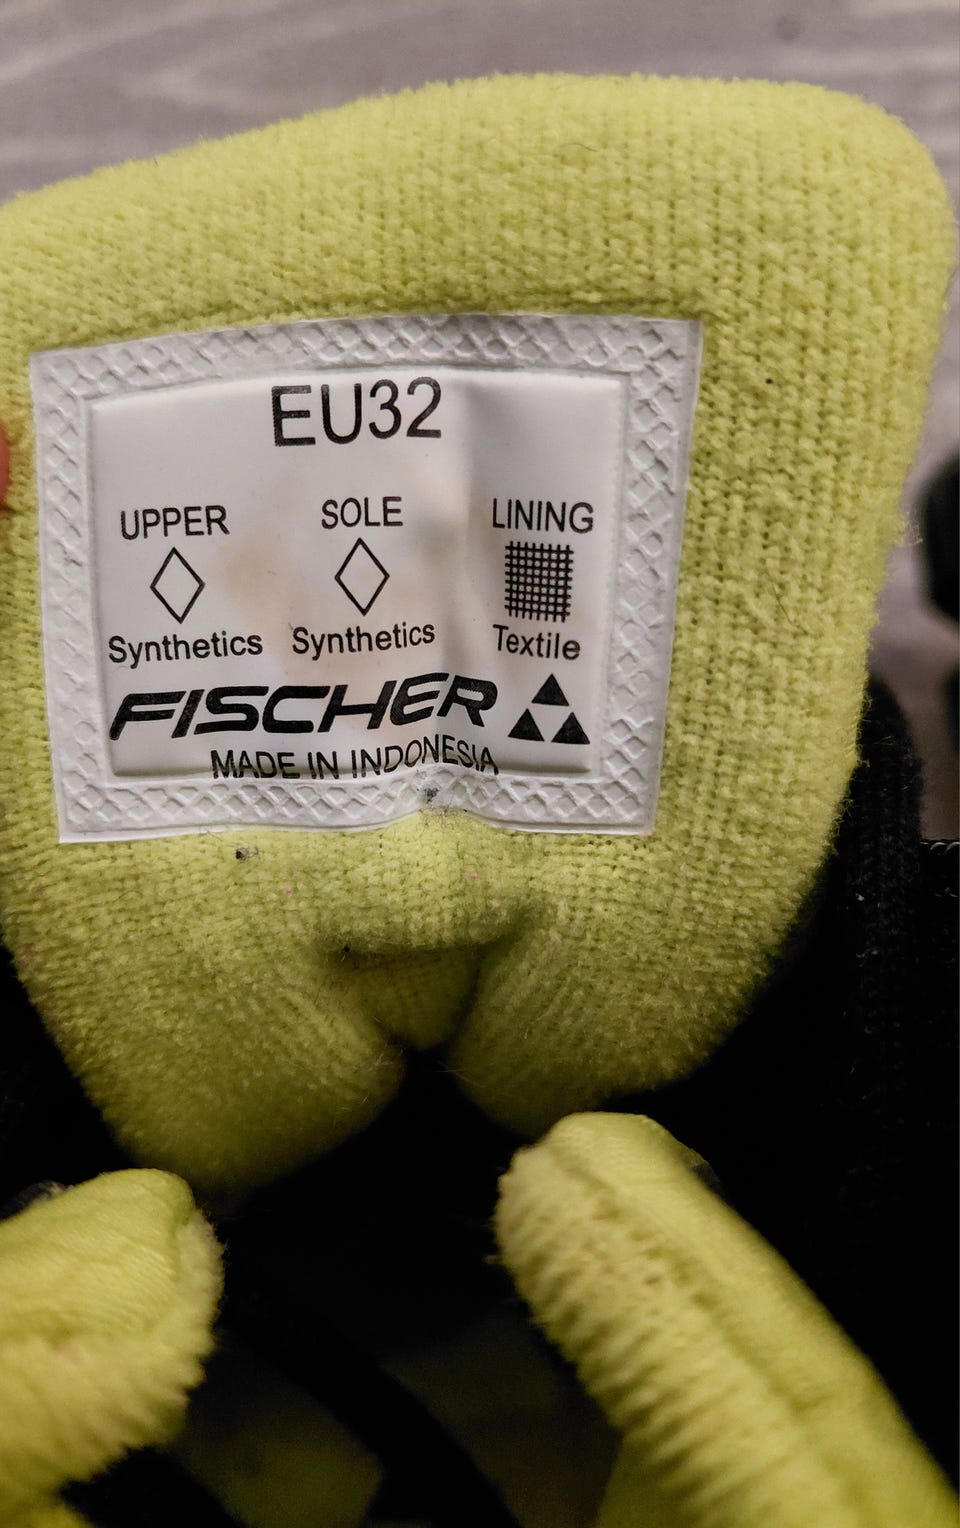 EU32
UPPER SOLE LINING
Synthetics Synthetics Textile
FISCHER
MADE IN INDONESIA